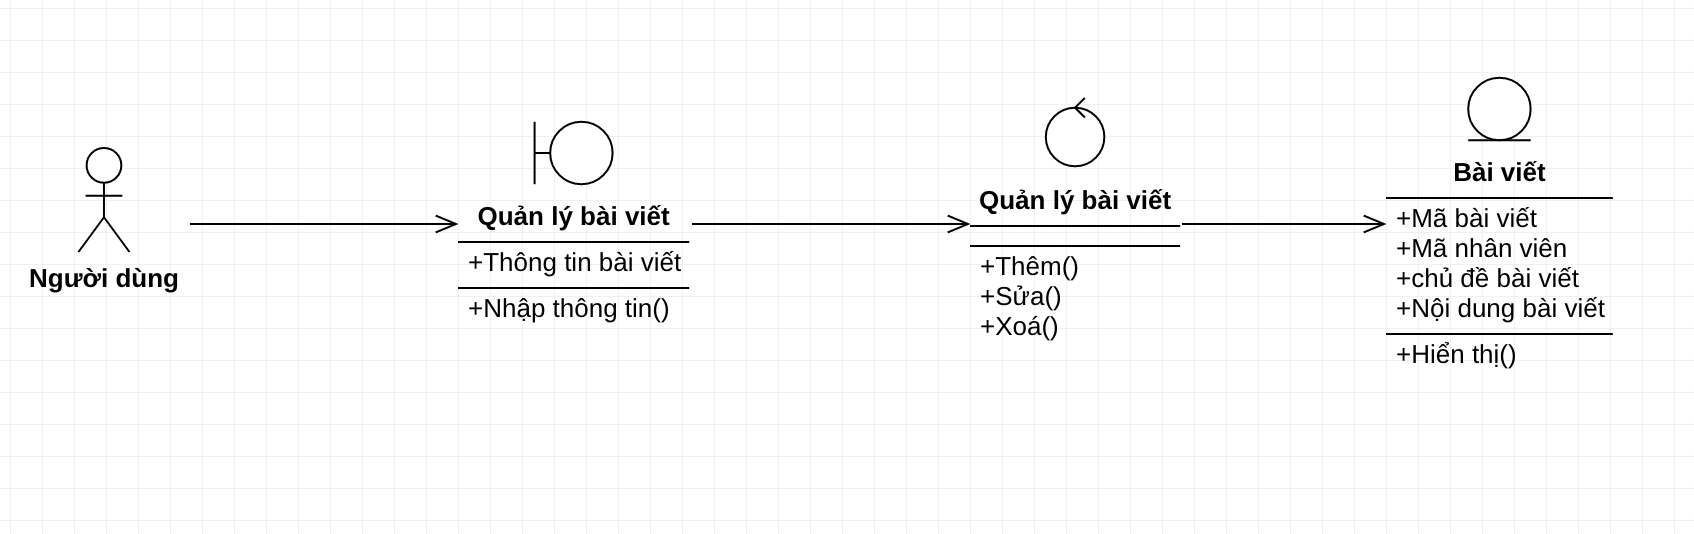 Người dùng
Quản lý bài viết
+Thông tin bài viết
+Nhập thông tin()
Quản lý bài viết
+Thêm()
+Sửa()
+Xoá()
Bài viết
+Mã bài viết
+Mã nhân viên
+chủ đề bài viết
+Nội dung bài viết
+Hiển thị()